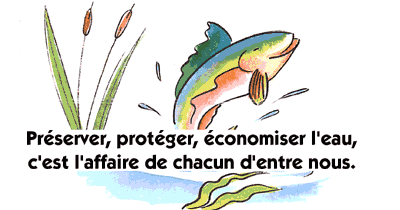 Préserver, protéger, économiser l'eau,
c'est l'affaire de chacun d'entre nous.